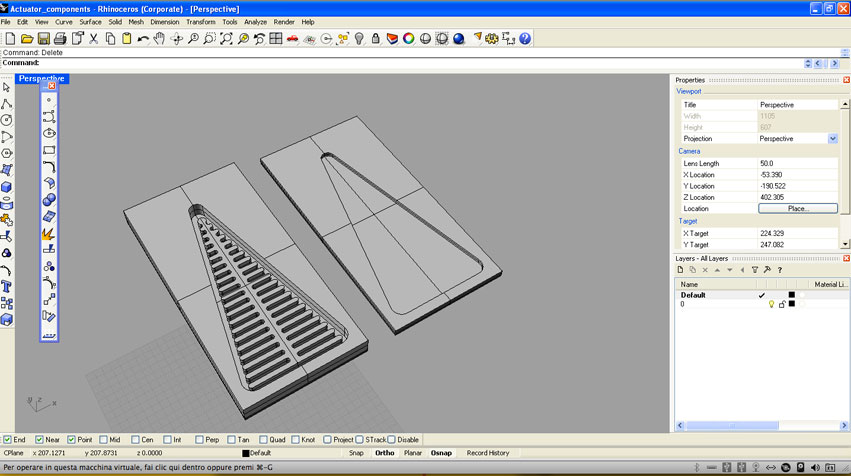 Actuator_components - Rhinoceros (Corporate) - [Perspective]
File Edit View Curve Surface Solid Mesh Dimension Transform Tools Analyze Render Help
Command: Delete
Command:
Perspective
Properties
Viewport
Title Perspective
Width 1105
Height 607
Projection Perspective
Camera
Lens Length 50.0
X Location -53.390
Y Location -190.522
Z Location 402.305
Location Place...
Target
X Target 224.329
Y Target 247.082
Layers - All Layers
Name Material Li...
Default
0
z y x
End Near Point Mid Cen Int Perp Tan Quad Knot Project STrack Disable
CPlane x 207.1271 y 207.8731 z 0.0000 Default Snap Ortho Planar Osnap Record History
Per operare in questa macchina virtuale, fai clic qui dentro oppure premi ⌘-G